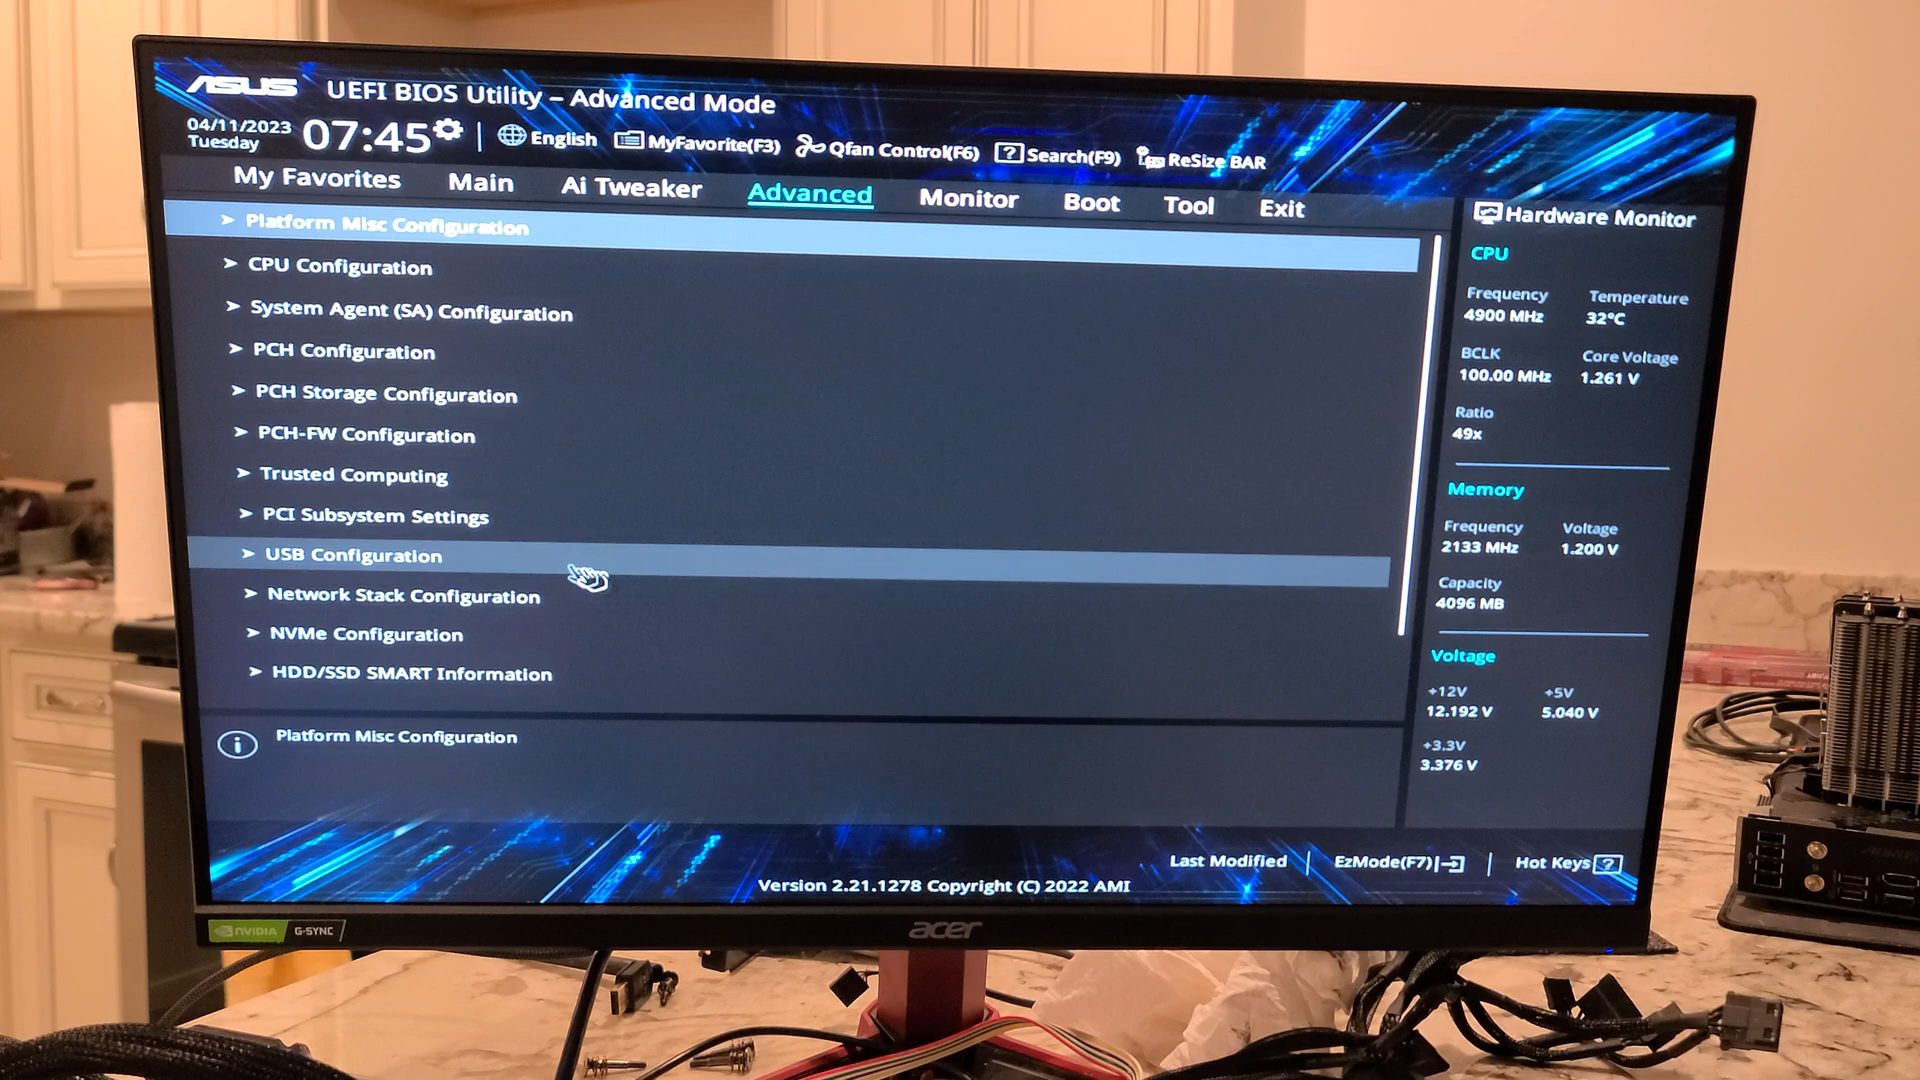 ASUS UEFI BIOS Utility – Advanced Mode
04/11/2023
Tuesday
07:45
English
MyFavorite(F3)
Qfan Control(F6)
Search(F9)
ReSize BAR
My Favorites
Main
Ai Tweaker
Advanced
Monitor
Boot
Tool
Exit
Platform Misc Configuration
CPU Configuration
System Agent (SA) Configuration
PCH Configuration
PCH Storage Configuration
PCH-FW Configuration
Trusted Computing
PCI Subsystem Settings
USB Configuration
Network Stack Configuration
NVMe Configuration
HDD/SSD SMART Information
Platform Misc Configuration
Hardware Monitor
CPU
Frequency Temperature
4900 MHz 32°C
BCLK Core Voltage
100.00 MHz 1.261 V
Ratio
49x
Memory
Frequency Voltage
2133 MHz 1.200 V
Capacity
4096 MB
Voltage
+12V +5V
12.192 V 5.040 V
+3.3V
3.376 V
Last Modified
EzMode(F7)
Hot Keys ?
Version 2.21.1278 Copyright (C) 2022 AMI
NVIDIA G-SYNC
acer